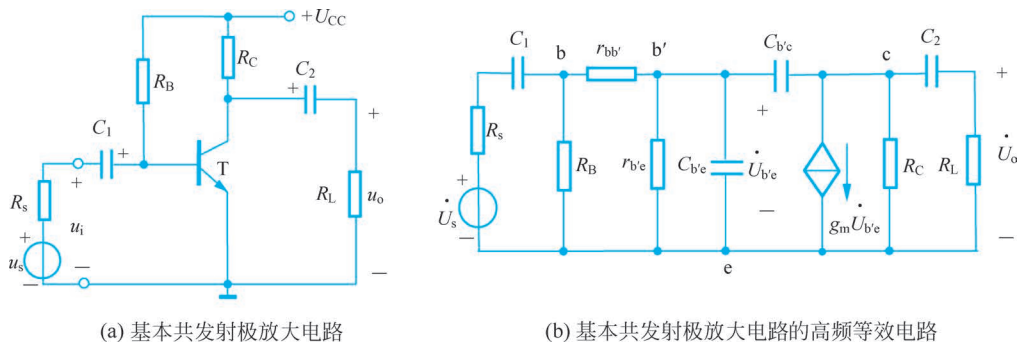 +U_CC
R_B
R_C
C_2
+
C_1
+
+
T
R_s
+
u_i
R_L
u_o
+
u_s
—
—
—
(a) 基本共发射极放大电路
C_1
b
r_bb′
b′
C_b′c
c
C_2
+
+
R_s
R_B
r_b′e
C_b′e
U̇_b′e
R_C
R_L
U̇_o
+
U̇_s
—
—
g_mU̇_b′e
—
e
(b) 基本共发射极放大电路的高频等效电路